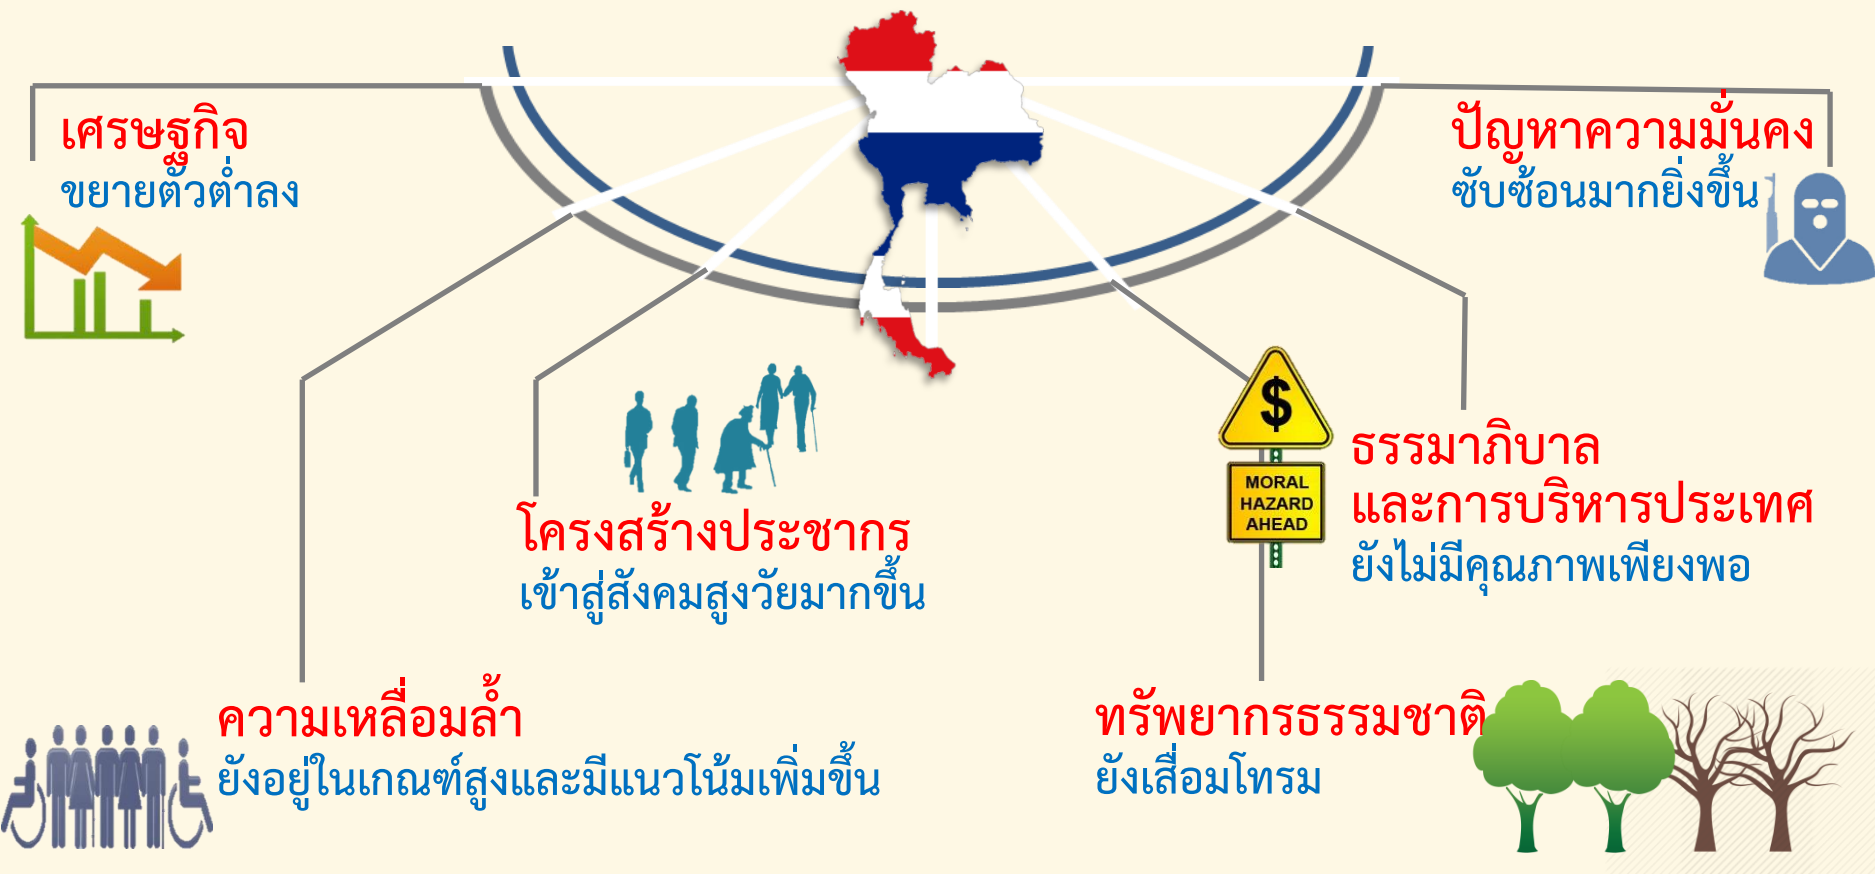 เศรษฐกิจ
ขยายตัวต่ำลง
ปัญหาความมั่นคง
ซับซ้อนมากยิ่งขึ้น
โครงสร้างประชากร
เข้าสู่สังคมสูงวัยมากขึ้น
$
MORAL
HAZARD
AHEAD
ธรรมาภิบาล
และการบริหารประเทศ
ยังไม่มีคุณภาพเพียงพอ
ความเหลื่อมล้ำ
ยังอยู่ในเกณฑ์สูงและมีแนวโน้มเพิ่มขึ้น
ทรัพยากรธรรมชาติ
ยังเสื่อมโทรม